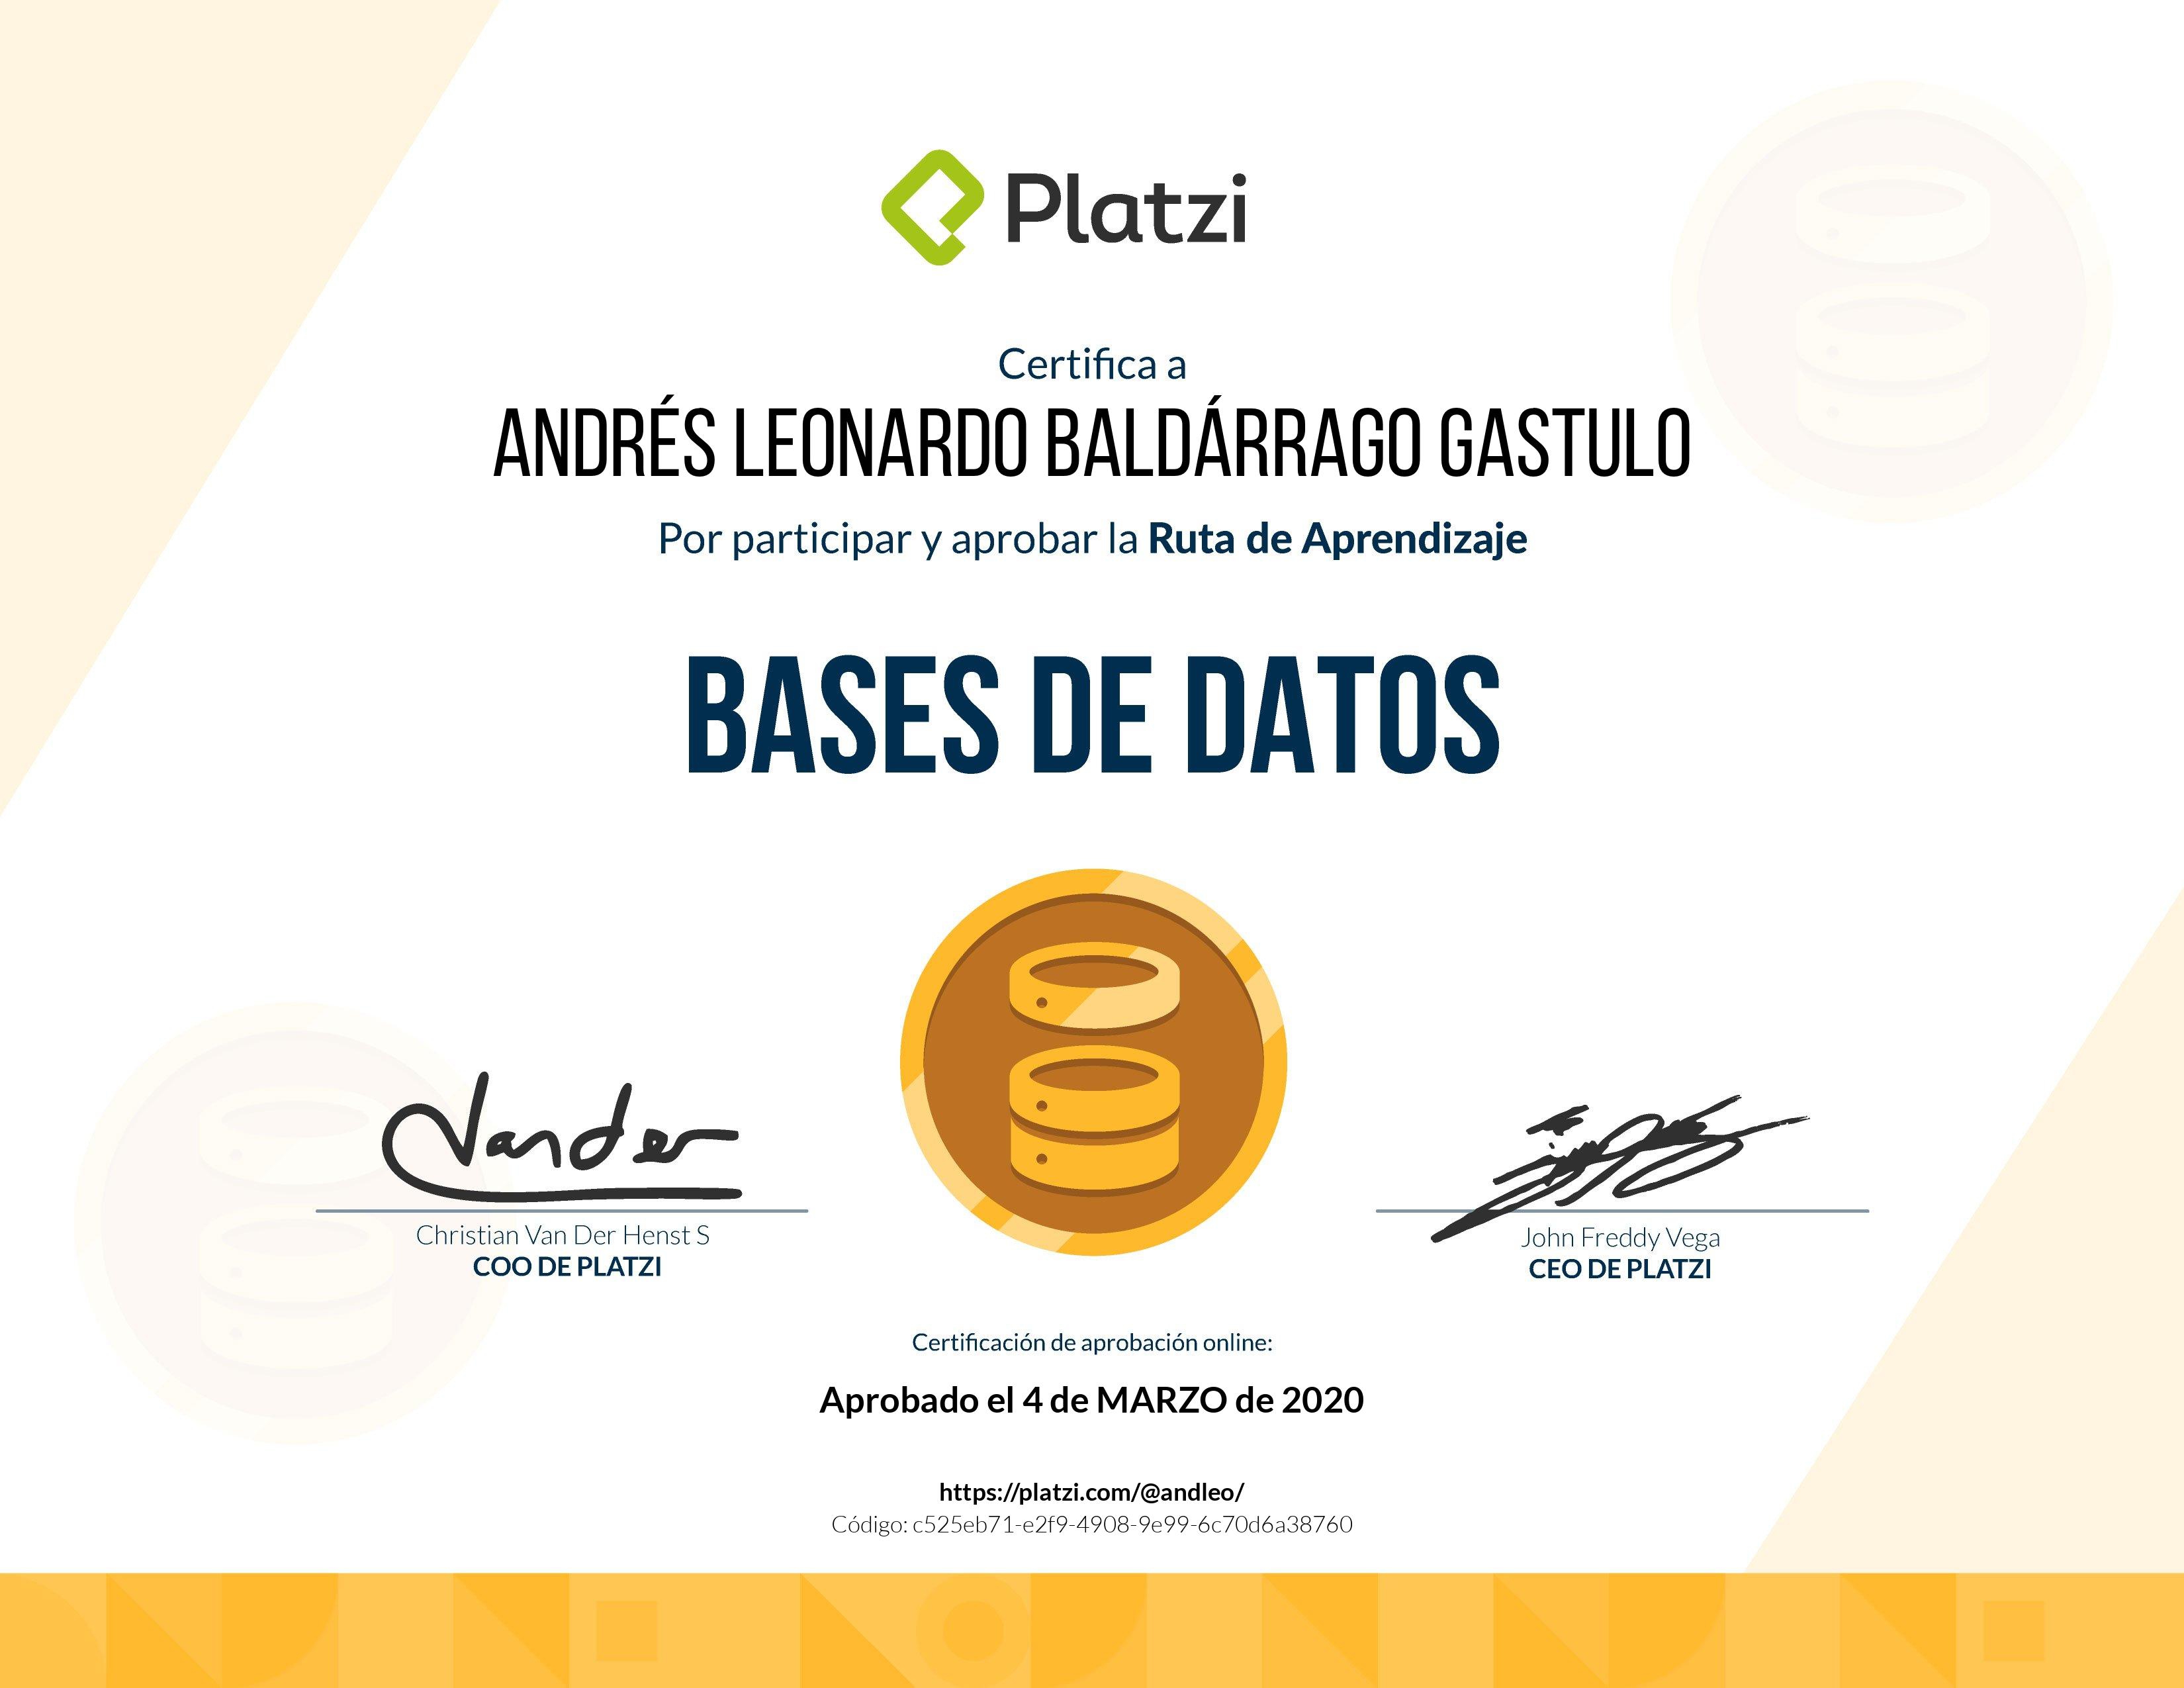 Platzi
Certifica a
ANDRÉS LEONARDO BALDÁRRAGO GASTULO
Por participar y aprobar la Ruta de Aprendizaje
BASES DE DATOS
Vander
Christian Van Der Henst S
COO DE PLATZI
John Freddy Vega
CEO DE PLATZI
Certificación de aprobación online:
Aprobado el 4 de MARZO de 2020
https://platzi.com/@andleo/
Código: c525eb71-e2f9-4908-9e99-6c70d6a38760